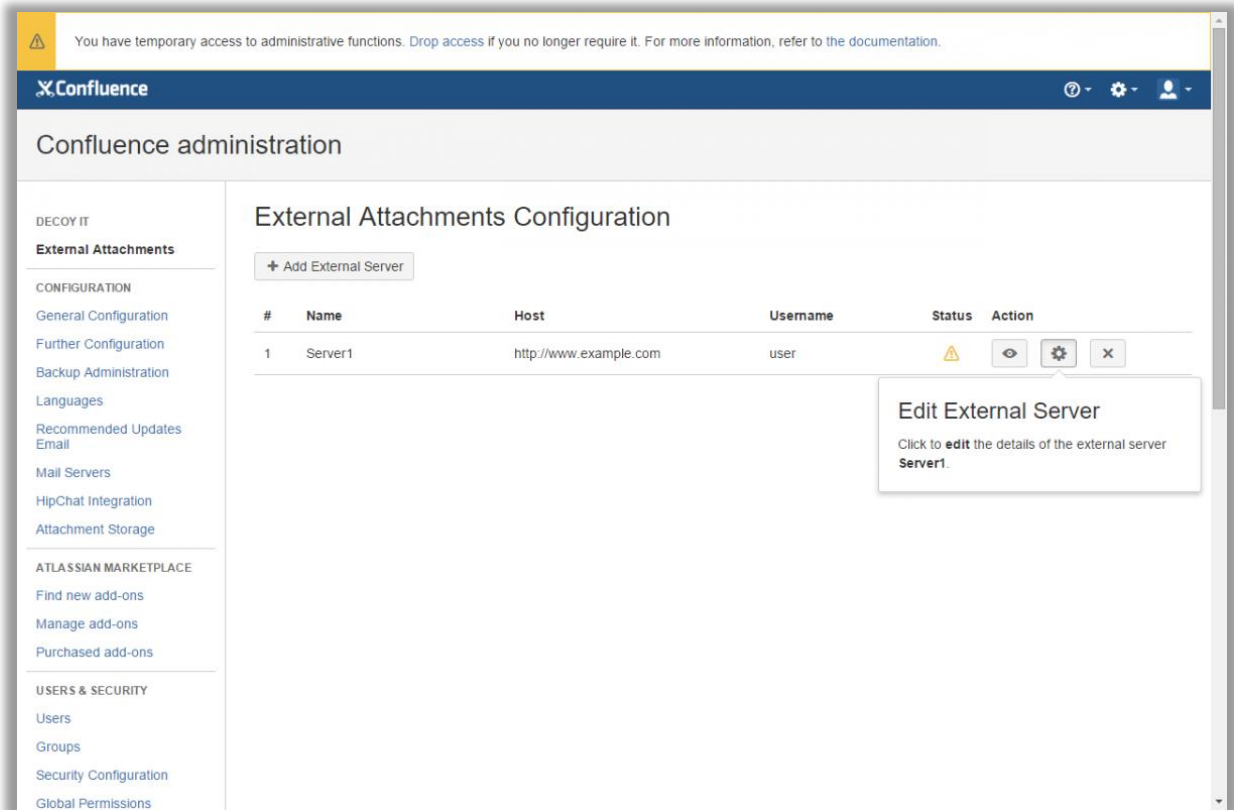 You have temporary access to administrative functions. Drop access if you no longer require it. For more information, refer to the documentation.
Confluence
Confluence administration
DECOY IT
External Attachments
CONFIGURATION
General Configuration
Further Configuration
Backup Administration
Languages
Recommended Updates
Email
Mail Servers
HipChat Integration
Attachment Storage
ATLASSIAN MARKETPLACE
Find new add-ons
Manage add-ons
Purchased add-ons
USERS & SECURITY
Users
Groups
Security Configuration
Global Permissions
External Attachments Configuration
+ Add External Server
# Name Host Username Status Action
1 Server1 http://www.example.com user
Edit External Server
Click to edit the details of the external server
Server1.